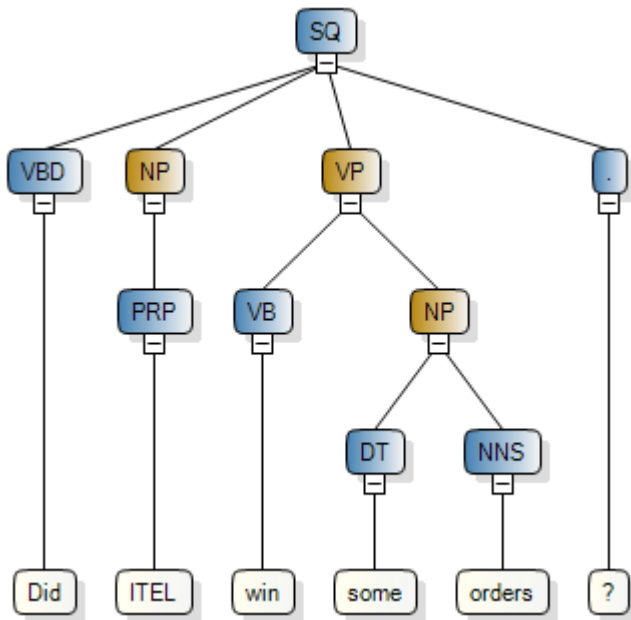 SQ
VBD NP VP .
PRP VB NP
DT NNS
Did ITEL win some orders ?